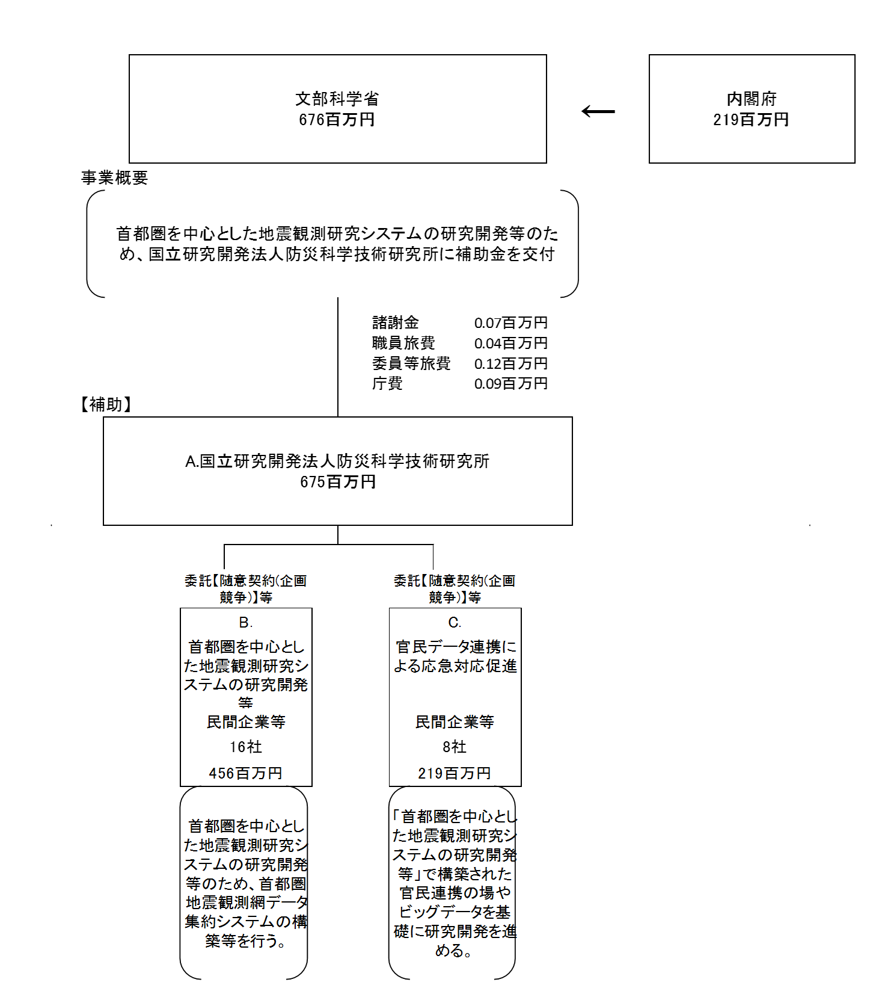 文部科学省
676百万円
←
内閣府
219百万円
事業概要
首都圏を中心とした地震観測研究システムの研究開発等のた
め、国立研究開発法人防災科学技術研究所に補助金を交付
諸謝金 0.07百万円
職員旅費 0.04百万円
委員等旅費 0.12百万円
庁費 0.09百万円
【補助】
A.国立研究開発法人防災科学技術研究所
675百万円
委託【随意契約(企画
競争)】等
B.
首都圏を中心とし
た地震観測研究シ
ステムの研究開発
等
民間企業等
16社
456百万円
首都圏を中心とし
た地震観測研究シ
ステムの研究開発
等のため、首都圏
地震観測網データ
集約システムの構
築等を行う。
委託【随意契約(企画
競争)】等
C.
官民データ連携に
よる応急対応促進
民間企業等
8社
219百万円
「首都圏を中心とし
た地震観測研究シ
ステムの研究開発
等」で構築された
官民連携の場や
ビッグデータを基
礎に研究開発を進
める。